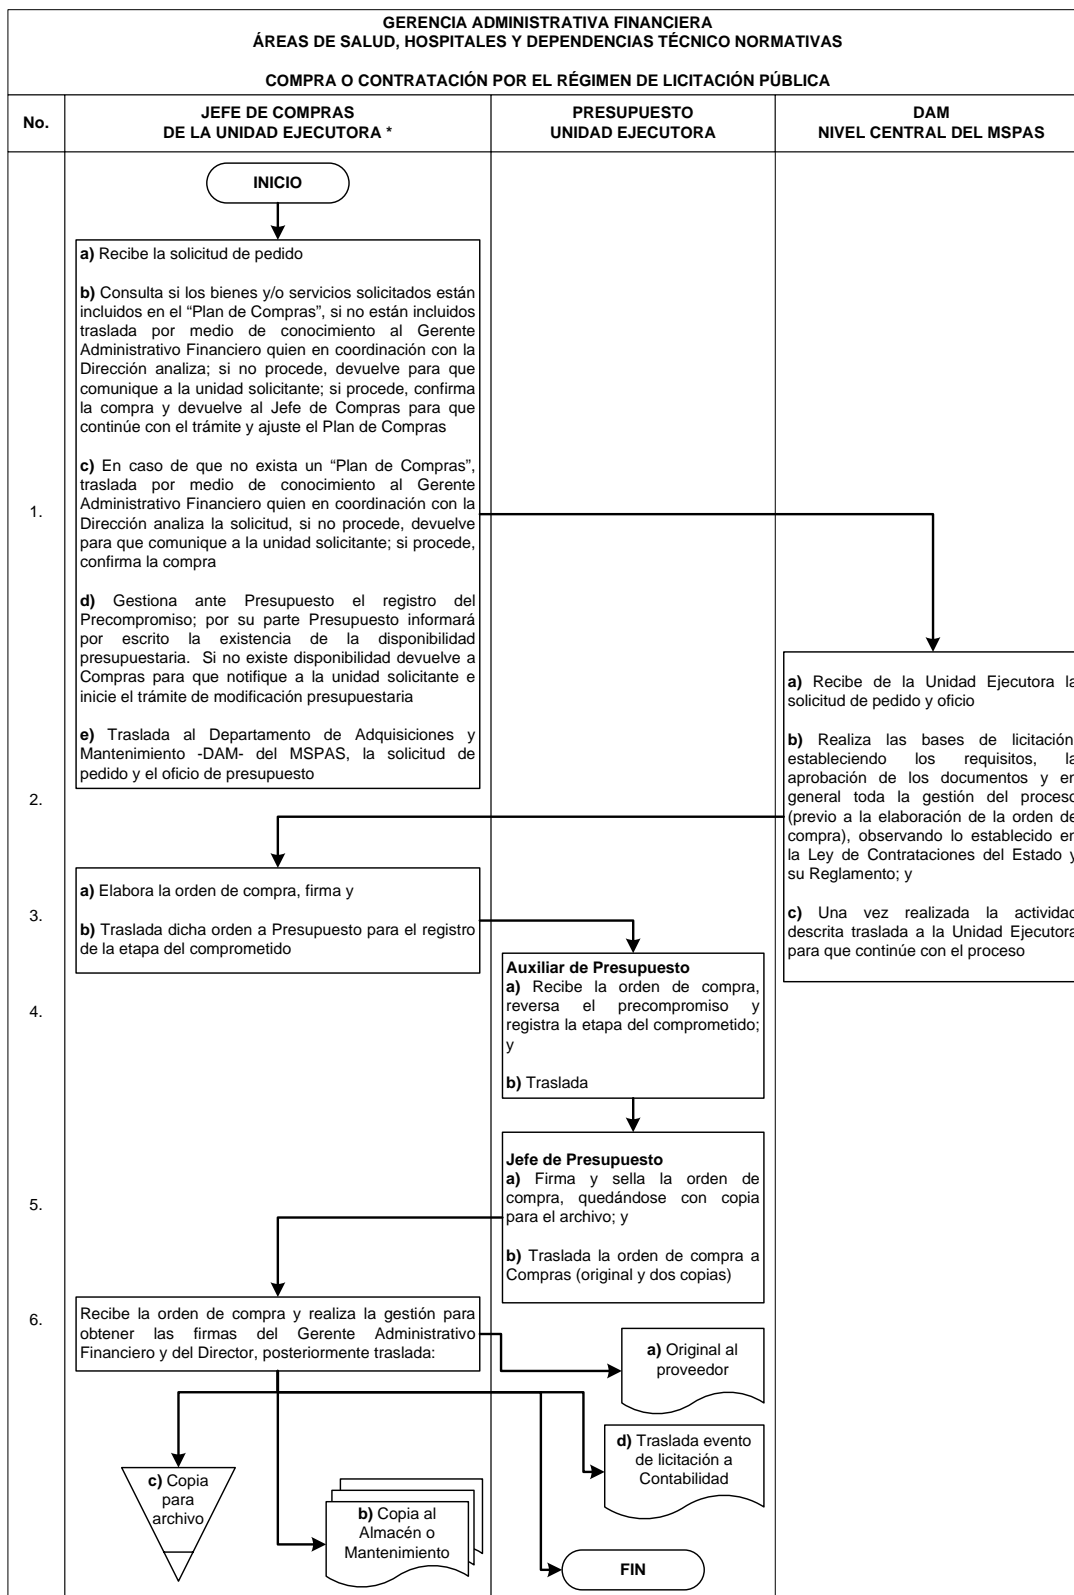 GERENCIA ADMINISTRATIVA FINANCIERA
ÁREAS DE SALUD, HOSPITALES Y DEPENDENCIAS TÉCNICO NORMATIVAS
COMPRA O CONTRATACIÓN POR EL RÉGIMEN DE LICITACIÓN PÚBLICA
No.
JEFE DE COMPRAS
DE LA UNIDAD EJECUTORA *
PRESUPUESTO
UNIDAD EJECUTORA
DAM
NIVEL CENTRAL DEL MSPAS
INICIO
1.
a) Recibe la solicitud de pedido
b) Consulta si los bienes y/o servicios solicitados están
incluidos en el “Plan de Compras”, si no están incluidos
traslada por medio de conocimiento al Gerente
Administrativo Financiero quien en coordinación con la
Dirección analiza; si no procede, devuelve para que
comunique a la unidad solicitante; si procede, confirma
la compra y devuelve al Jefe de Compras para que
continúe con el trámite y ajuste el Plan de Compras
c) En caso de que no exista un “Plan de Compras”,
traslada por medio de conocimiento al Gerente
Administrativo Financiero quien en coordinación con la
Dirección analiza la solicitud, si no procede, devuelve
para que comunique a la unidad solicitante; si procede,
confirma la compra
d) Gestiona ante Presupuesto el registro del
Precompromiso; por su parte Presupuesto informará
por escrito la existencia de la disponibilidad
presupuestaria. Si no existe disponibilidad devuelve a
Compras para que notifique a la unidad solicitante e
inicie el trámite de modificación presupuestaria
e) Traslada al Departamento de Adquisiciones y
Mantenimiento -DAM- del MSPAS, la solicitud de
pedido y el oficio de presupuesto
2.
a) Recibe de la Unidad Ejecutora la
solicitud de pedido y oficio
b) Realiza las bases de licitación
estableciendo los requisitos, la
aprobación de los documentos y en
general toda la gestión del proceso
(previo a la elaboración de la orden de
compra), observando lo establecido en
la Ley de Contrataciones del Estado y
su Reglamento; y
c) Una vez realizada la actividad
descrita traslada a la Unidad Ejecutora
para que continúe con el proceso
3.
a) Elabora la orden de compra, firma y
b) Traslada dicha orden a Presupuesto para el registro
de la etapa del comprometido
4.
Auxiliar de Presupuesto
a) Recibe la orden de compra,
reversa el precompromiso y
registra la etapa del comprometido;
y
b) Traslada
5.
Jefe de Presupuesto
a) Firma y sella la orden de
compra, quedándose con copia
para el archivo; y
b) Traslada la orden de compra a
Compras (original y dos copias)
6.
Recibe la orden de compra y realiza la gestión para
obtener las firmas del Gerente Administrativo
Financiero y del Director, posteriormente traslada:
a) Original al
proveedor
d) Traslada evento
de licitación a
Contabilidad
c) Copia
para
archivo
b) Copia al
Almacén o
Mantenimiento
FIN